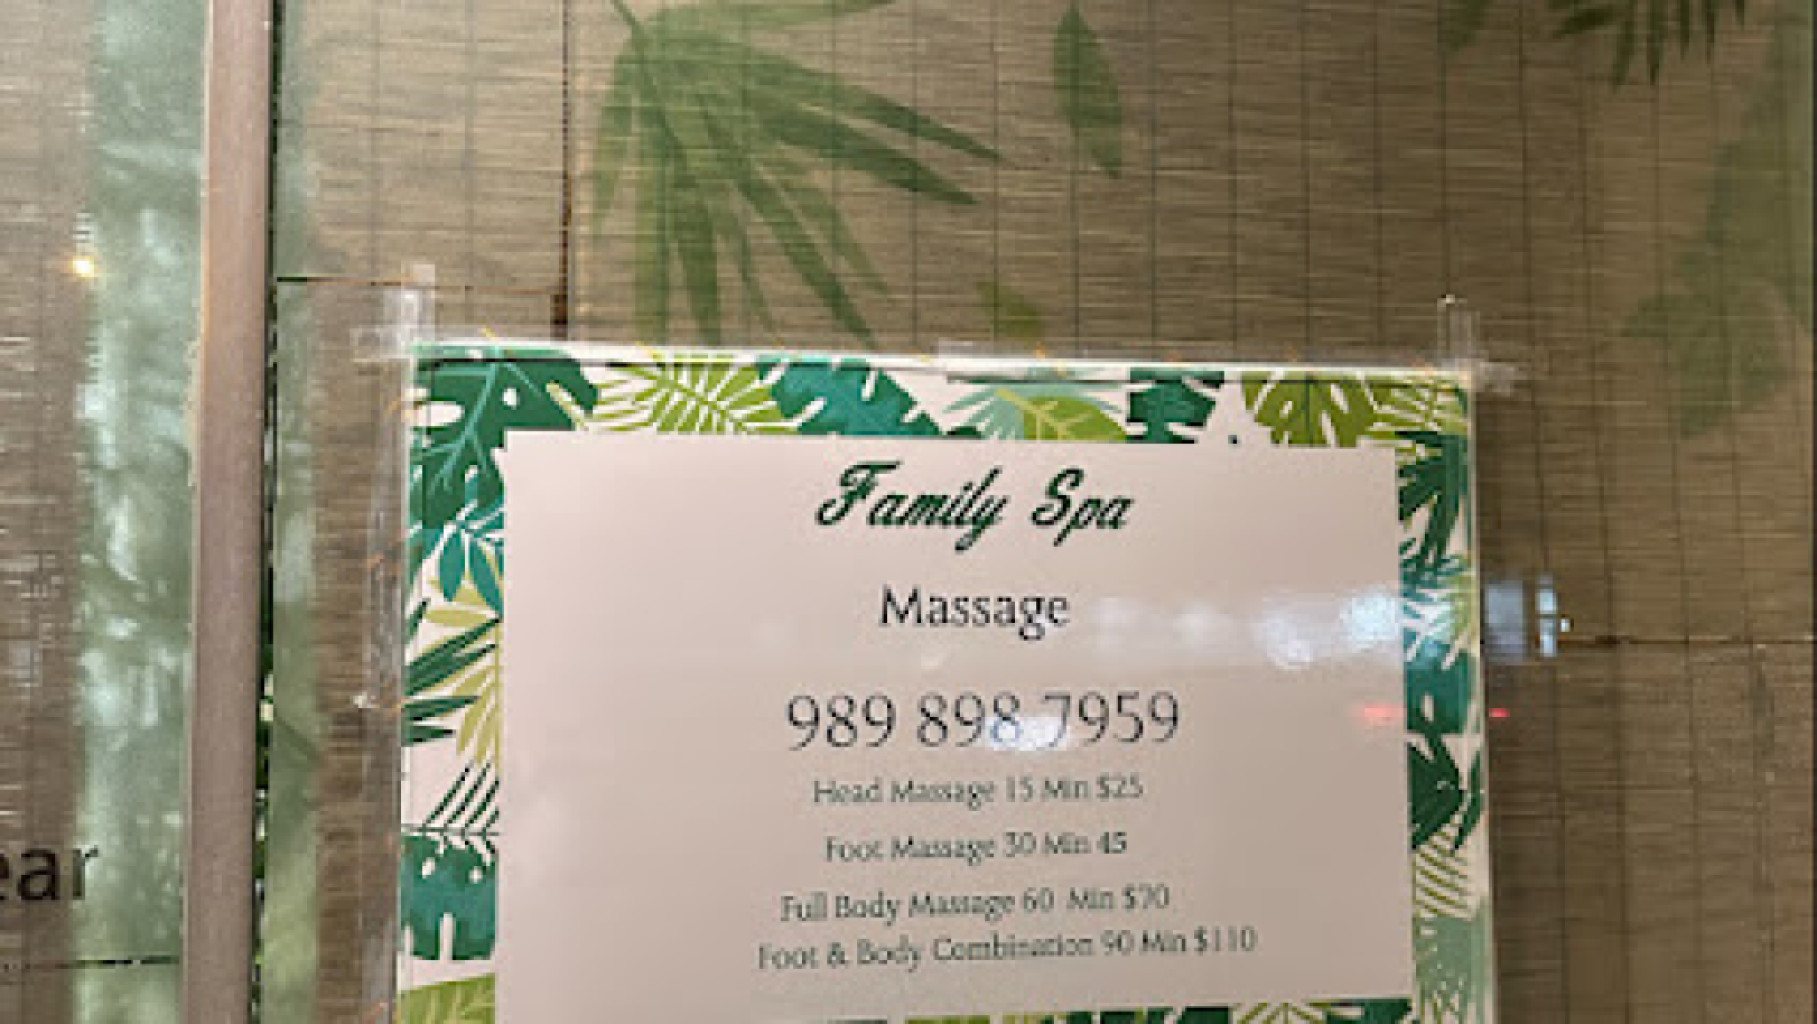 Family Spa
Massage
989 898 7959
Head Massage 15 Min $25
Foot Massage 30 Min 45
Full Body Massage 60 Min $70
Foot & Body Combination 90 Min $110
ear